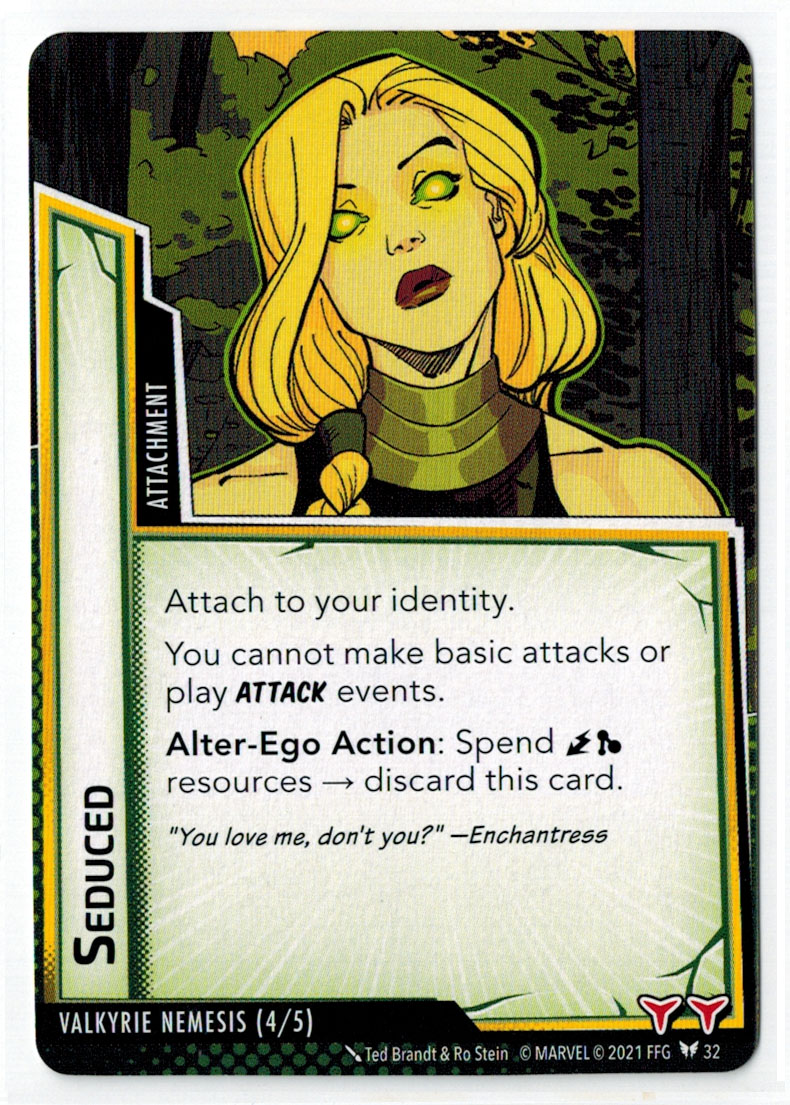 ATTACHMENT
Attach to your identity.
You cannot make basic attacks or
play ATTACK events.
Alter-Ego Action: Spend
resources → discard this card.
"You love me, don't you?" —Enchantress
SEDUCED
VALKYRIE NEMESIS (4/5)
Ted Brandt & Ro Stein © MARVEL © 2021 FFG 32